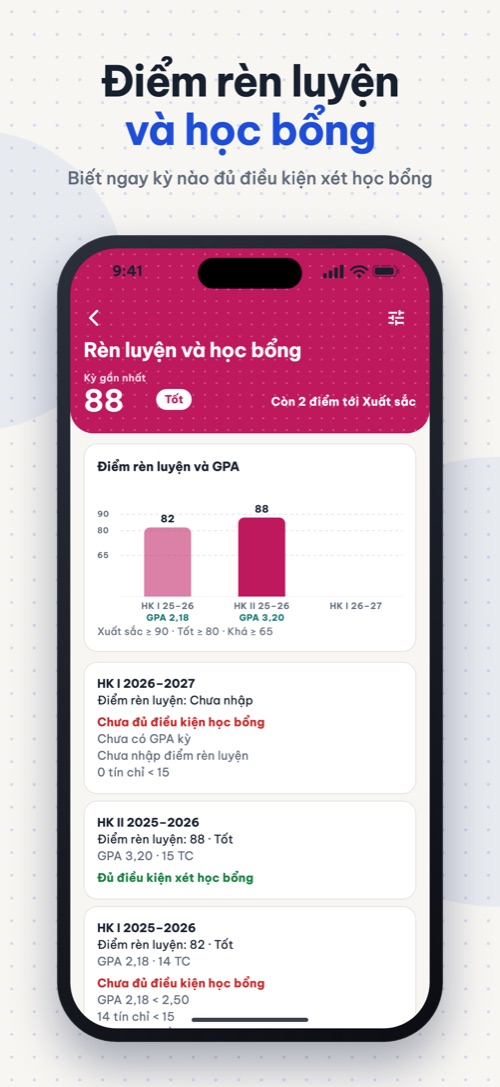 Điểm rèn luyện
và học bổng
Biết ngay kỳ nào đủ điều kiện xét học bổng
9:41
Rèn luyện và học bổng
Kỳ gần nhất
88
Tốt
Còn 2 điểm tới Xuất sắc
Điểm rèn luyện và GPA
90
80
65
82
88
HK I 25–26
HK II 25–26
HK I 26–27
GPA 2,18
GPA 3,20
Xuất sắc ≥ 90 · Tốt ≥ 80 · Khá ≥ 65
HK I 2026–2027
Điểm rèn luyện: Chưa nhập
Chưa đủ điều kiện học bổng
Chưa có GPA kỳ
Chưa nhập điểm rèn luyện
0 tín chỉ < 15
HK II 2025–2026
Điểm rèn luyện: 88 · Tốt
GPA 3,20 · 15 TC
Đủ điều kiện xét học bổng
HK I 2025–2026
Điểm rèn luyện: 82 · Tốt
GPA 2,18 · 14 TC
Chưa đủ điều kiện học bổng
GPA 2,18 < 2,50
14 tín chỉ < 15